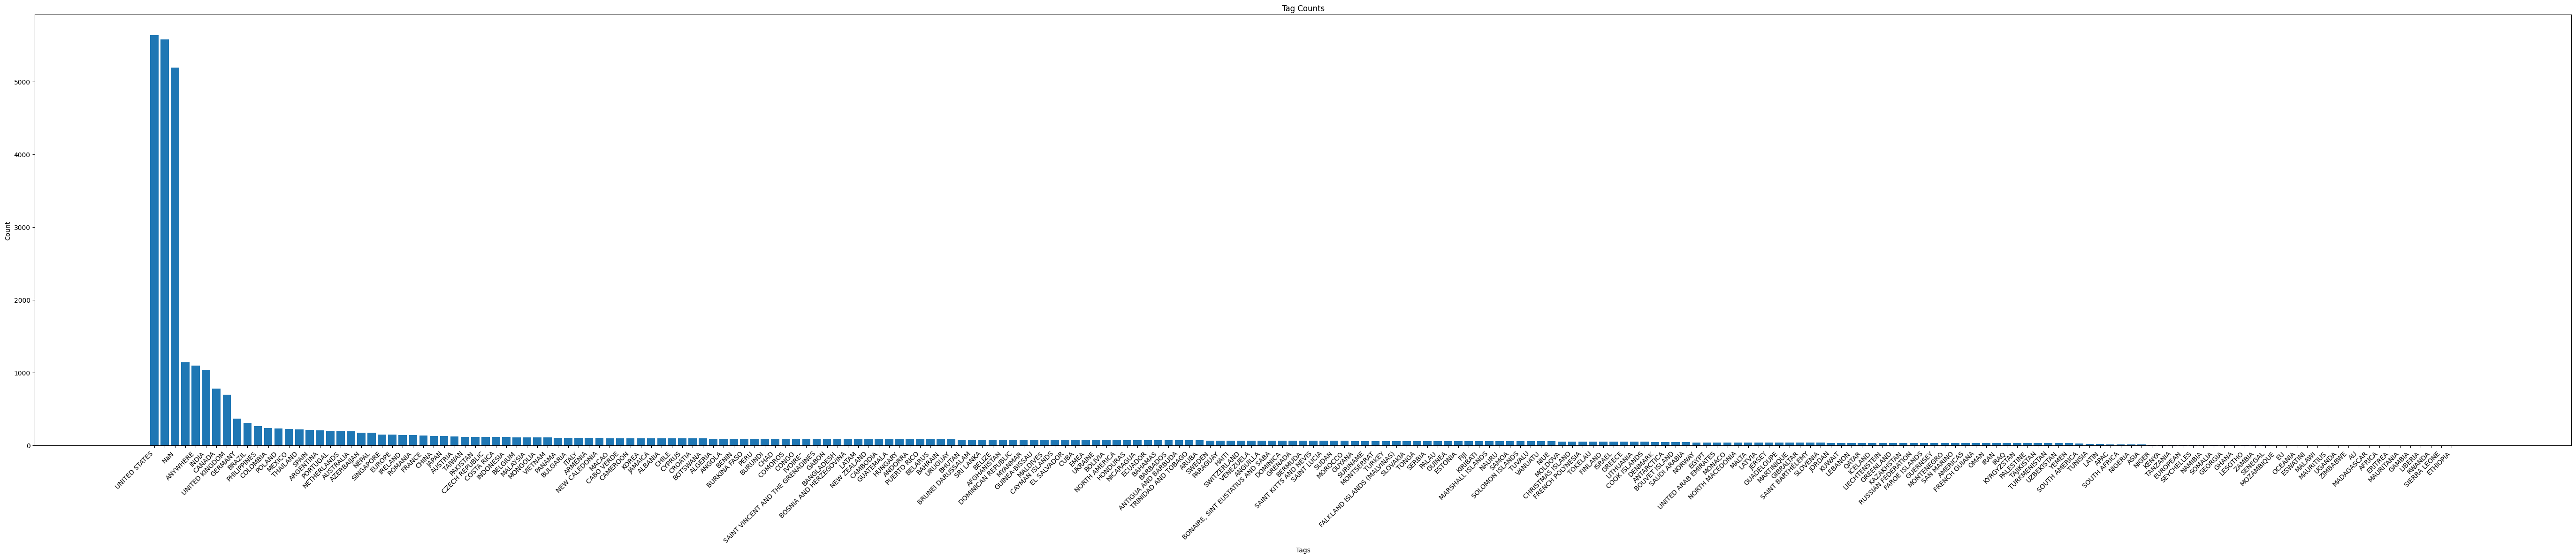 Tag Counts
5000
4000
3000
2000
1000
0
Count
UNITED STATES
NaN
ANYWHERE
INDIA
CANADA
UNITED KINGDOM
GERMANY
BRAZIL
PHILIPPINES
COLOMBIA
POLAND
MEXICO
THAILAND
SPAIN
ARGENTINA
PORTUGAL
NETHERLANDS
AUSTRALIA
AZERBAIJAN
NEPAL
SINGAPORE
EUROPE
IRELAND
ROMANIA
FRANCE
CHINA
JAPAN
AUSTRIA
TAIWAN
PAKISTAN
CZECH REPUBLIC
COSTA RICA
INDONESIA
BELGIUM
MALAYSIA
MONGOLIA
VIETNAM
PANAMA
BULGARIA
ITALY
ARMENIA
NEW CALEDONIA
MACAO
CABO VERDE
CAMEROON
KOREA
JAMAICA
ALBANIA
CHILE
CYPRUS
CROATIA
BOTSWANA
ALGERIA
ANGOLA
BENIN
BURKINA FASO
PERU
BURUNDI
CHAD
COMOROS
CONGO
IVOIRE
SAINT VINCENT AND THE GRENADINES
GABON
BANGLADESH
BOSNIA AND HERZEGOVINA
VIETAM
NEW ZEALAND
CAMBODIA
GUATEMALA
HUNGARY
ANDORRA
PUERTO RICO
BELARUS
BAHRAIN
URUGUAY
BHUTAN
BRUNEI DARUSSALAM
SRI LANKA
BELIZE
AFGHANISTAN
DOMINICAN REPUBLIC
MYANMAR
GUINEA-BISSAU
MALDIVES
CAYMAN ISLANDS
EL SALVADOR
CUBA
EMEA
UKRAINE
BOLIVIA
NORTH AMERICA
HONDURAS
NICARAGUA
ECUADOR
BAHAMAS
BARBADOS
ANTIGUA AND BARBUDA
TRINIDAD AND TOBAGO
ARUBA
SWEDEN
PARAGUAY
HAITI
SWITZERLAND
VENEZUELA
ANGUILLA
BONAIRE, SINT EUSTATIUS AND SABA
DOMINICA
GRENADA
BERMUDA
SAINT KITTS AND NEVIS
SAINT LUCIA
SUDAN
MOROCCO
GUYANA
SURINAME
MONTSERRAT
TURKEY
FALKLAND ISLANDS (MALVINAS)
SLOVAKIA
TONGA
SERBIA
PALAU
GUINEA
ESTONIA
FIJI
KIRIBATI
MARSHALL ISLANDS
NAURU
SAMOA
SOLOMON ISLANDS
TUVALU
VANUATU
NIUE
MOLDOVA
CHRISTMAS ISLAND
FRENCH POLYNESIA
TOKELAU
FINLAND
ISRAEL
GREECE
LITHUANIA
COOK ISLANDS
DENMARK
ANTARCTICA
BOUVET ISLAND
SAUDI ARABIA
NORWAY
EGYPT
UNITED ARAB EMIRATES
MONACO
NORTH MACEDONIA
MALTA
LATVIA
JERSEY
GUADELOUPE
MARTINIQUE
GIBRALTAR
SAINT BARTHÉLEMY
SLOVENIA
JORDAN
KUWAIT
LEBANON
QATAR
ICELAND
LIECHTENSTEIN
GREENLAND
KAZAKHSTAN
RUSSIAN FEDERATION
FAROE ISLANDS
GUERNSEY
MONTENEGRO
SAN MARINO
AMERICAS
FRENCH GUIANA
OMAN
IRAN
IRAQ
KYRGYZSTAN
PALESTINE
TAJIKISTAN
TURKMENISTAN
UZBEKISTAN
YEMEN
SOUTH AMERICA
TUNISIA
LATIN
APAC
SOUTH AFRICA
NIGERIA
ASIA
NIGER
KENYA
TANZANIA
EUROPEAN
SEYCHELLES
NAMIBIA
SOMALIA
GEORGIA
GHANA
LESOTHO
ZAMBIA
SENEGAL
MOZAMBIQUE
EU
OCEANIA
ESWATINI
MALAWI
MAURITIUS
UGANDA
ZIMBABWE
MALI
MADAGASCAR
AFRICA
ERITREA
MAURITANIA
LIBYA
LIBERIA
RWANDA
SIERRA LEONE
ETHIOPIA
Tags